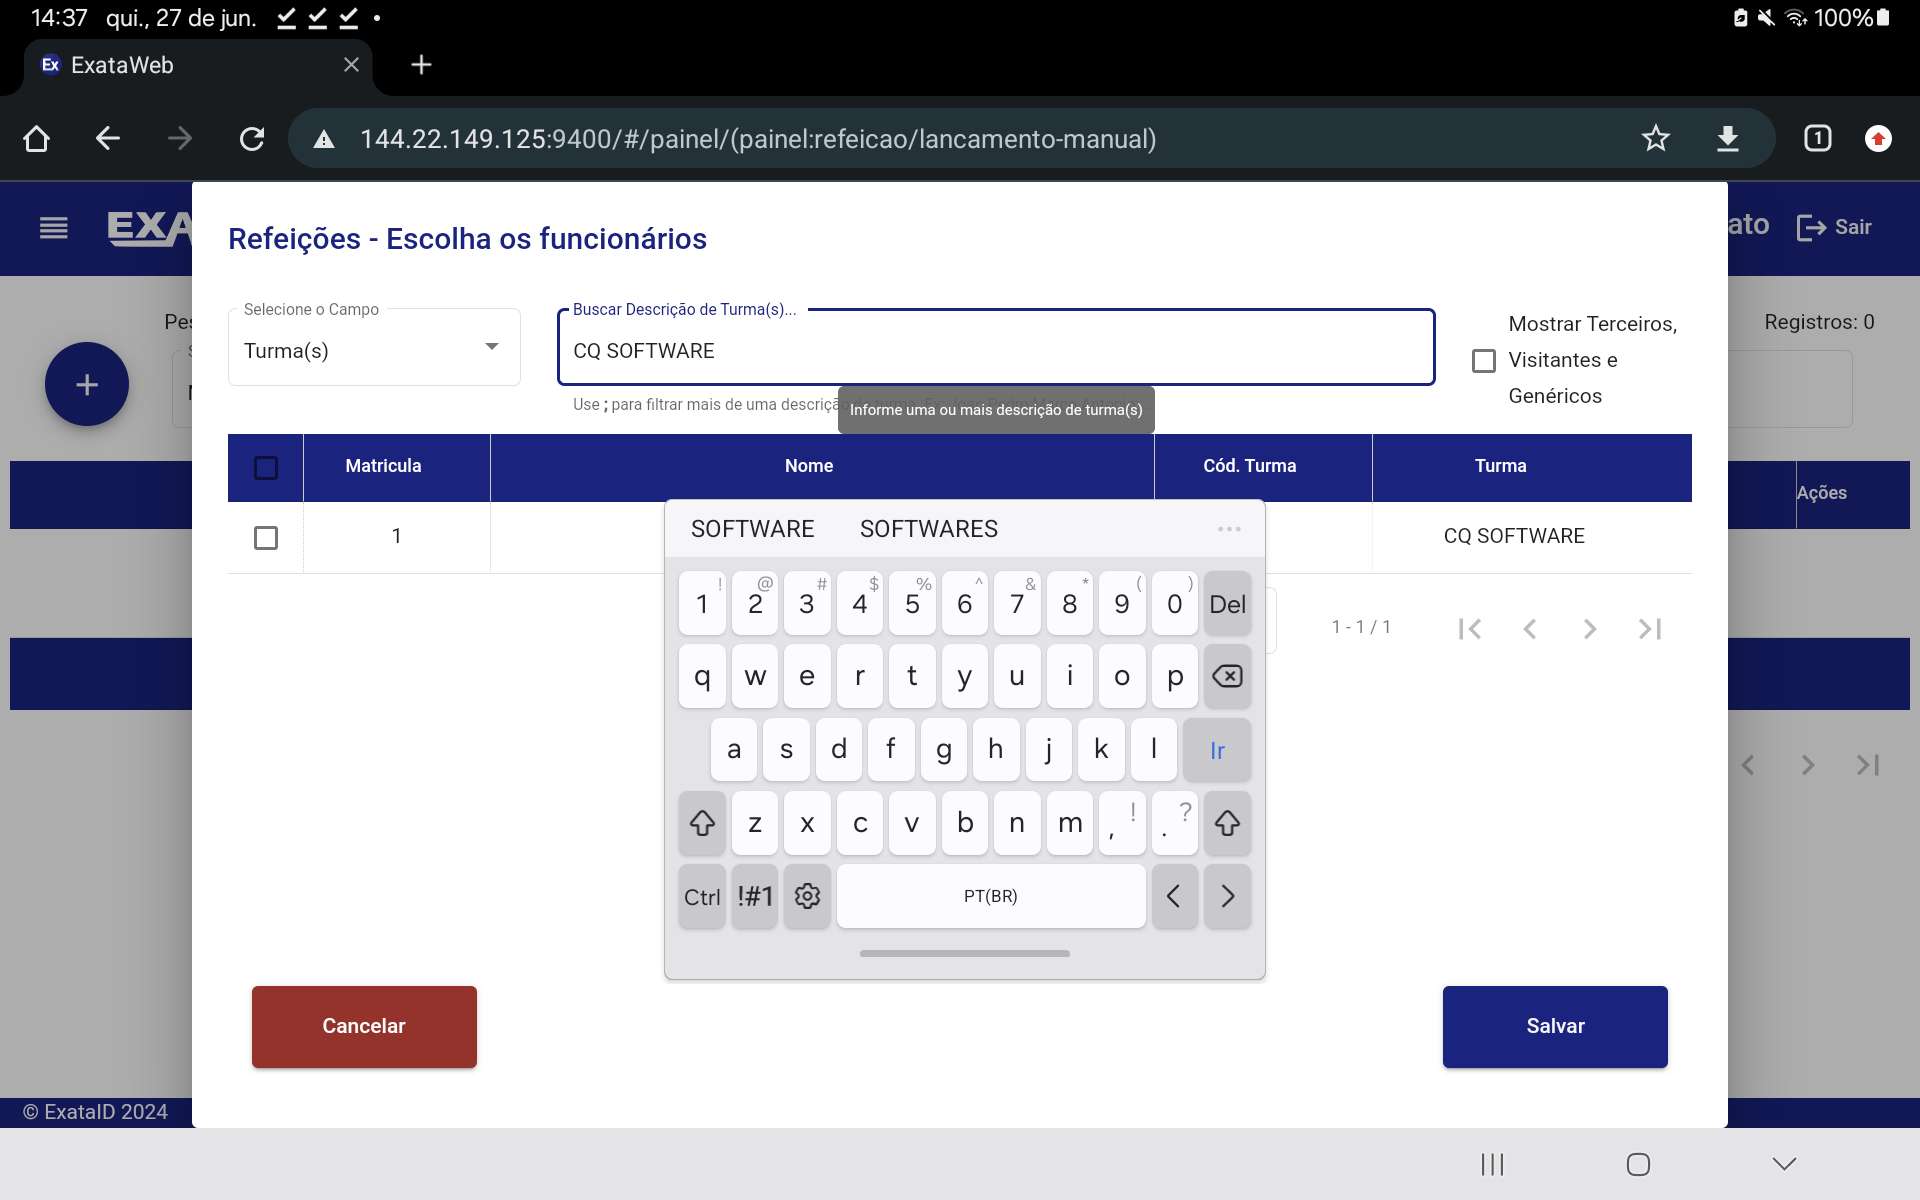 14:37 qui., 27 de jun.
100%
Ex ExataWeb
144.22.149.125:9400/#/painel/(painel:refeicao/lancamento-manual)
1
EXA
Refeições - Escolha os funcionários
ato
Sair
Selecione o Campo
Turma(s)
Buscar Descrição de Turma(s)...
CQ SOFTWARE
Mostrar Terceiros,
Visitantes e
Genéricos
Pes
Registros: 0
Use ; para filtrar mais de uma descrição
Informe uma ou mais descrição de turma(s)
Matricula Nome Cód. Turma Turma
Ações
1 CQ SOFTWARE
SOFTWARE SOFTWARES
! @ # $ % ^ & * ( )
1 2 3 4 5 6 7 8 9 0 Del
1 - 1 / 1
q w e r t y u i o p
a s d f g h j k l Ir
z x c v b n m , ! . ?
Ctrl !#1 PT(BR)
Cancelar
Salvar
© ExataID 2024